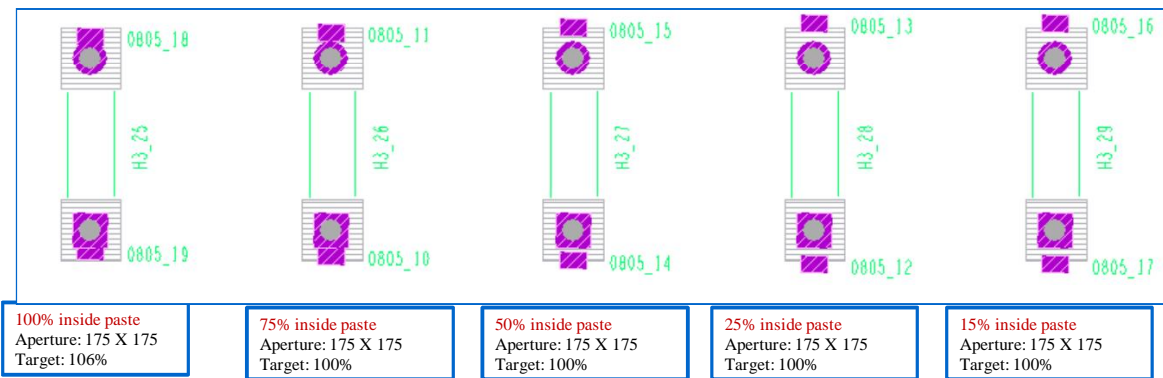 0805_18
0805_11
0805_15
0805_13
0805_16
H3_25
H3_26
H3_27
H3_28
H3_29
0805_19
0805_10
0805_14
0805_12
0805_17
100% inside paste
Aperture: 175 X 175
Target: 106%
75% inside paste
Aperture: 175 X 175
Target: 100%
50% inside paste
Aperture: 175 X 175
Target: 100%
25% inside paste
Aperture: 175 X 175
Target: 100%
15% inside paste
Aperture: 175 X 175
Target: 100%